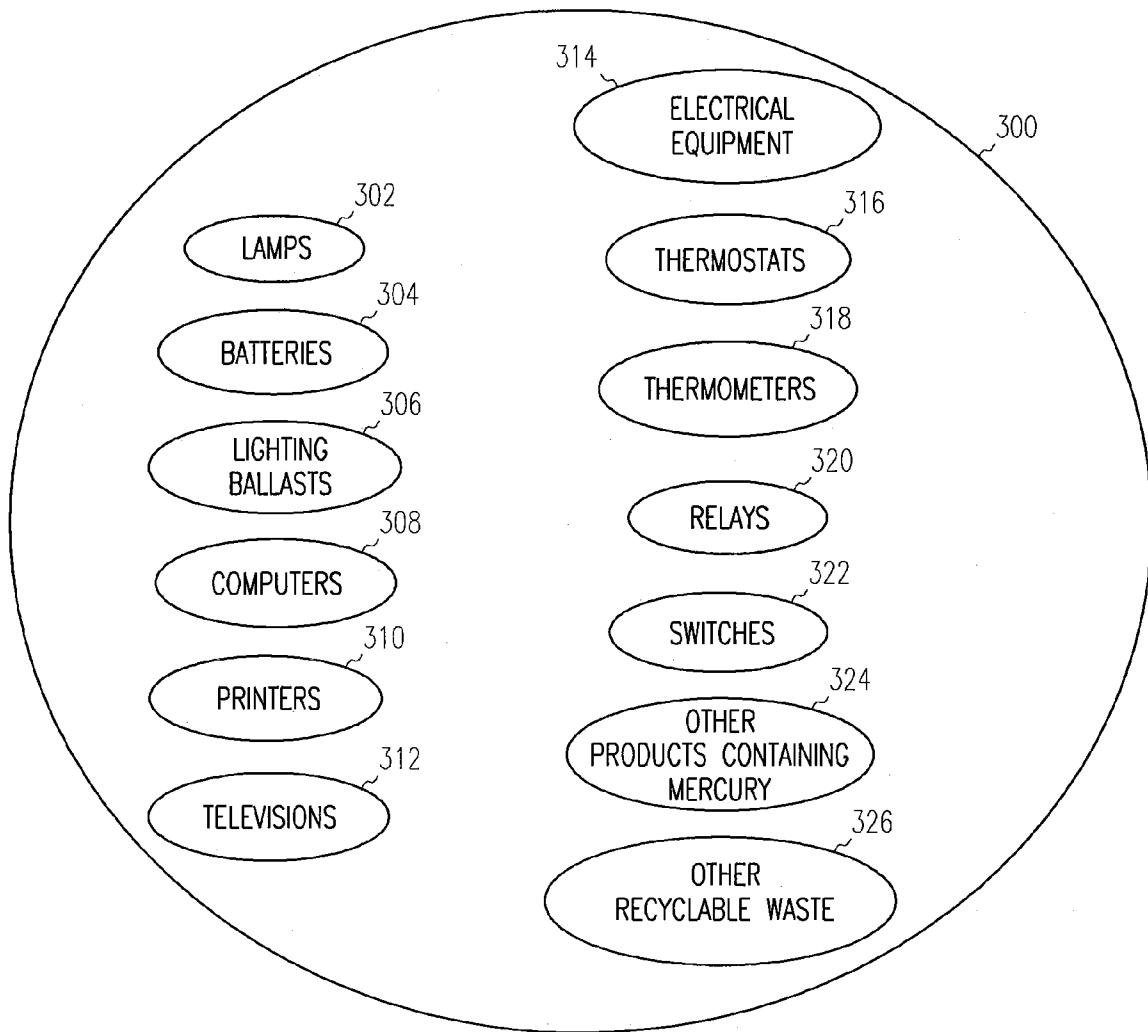 302
LAMPS
304
BATTERIES
306
LIGHTING
BALLASTS
308
COMPUTERS
310
PRINTERS
312
TELEVISIONS
314
ELECTRICAL
EQUIPMENT
300
316
THERMOSTATS
318
THERMOMETERS
320
RELAYS
322
SWITCHES
324
OTHER
PRODUCTS CONTAINING
MERCURY
326
OTHER
RECYCLABLE WASTE